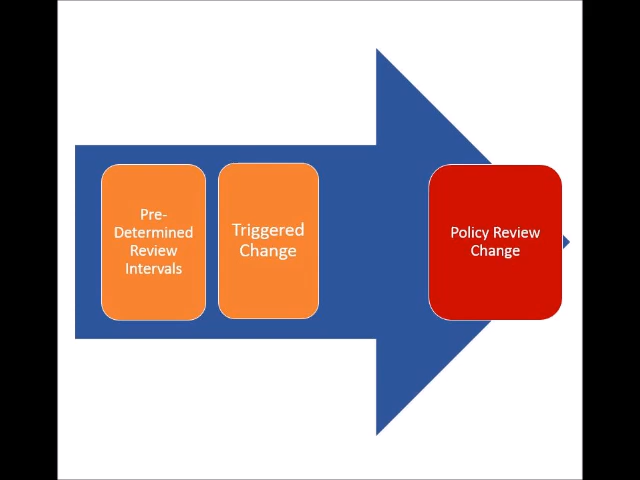 Pre-
Determined
Review
Intervals
Triggered
Change
Policy Review
Change